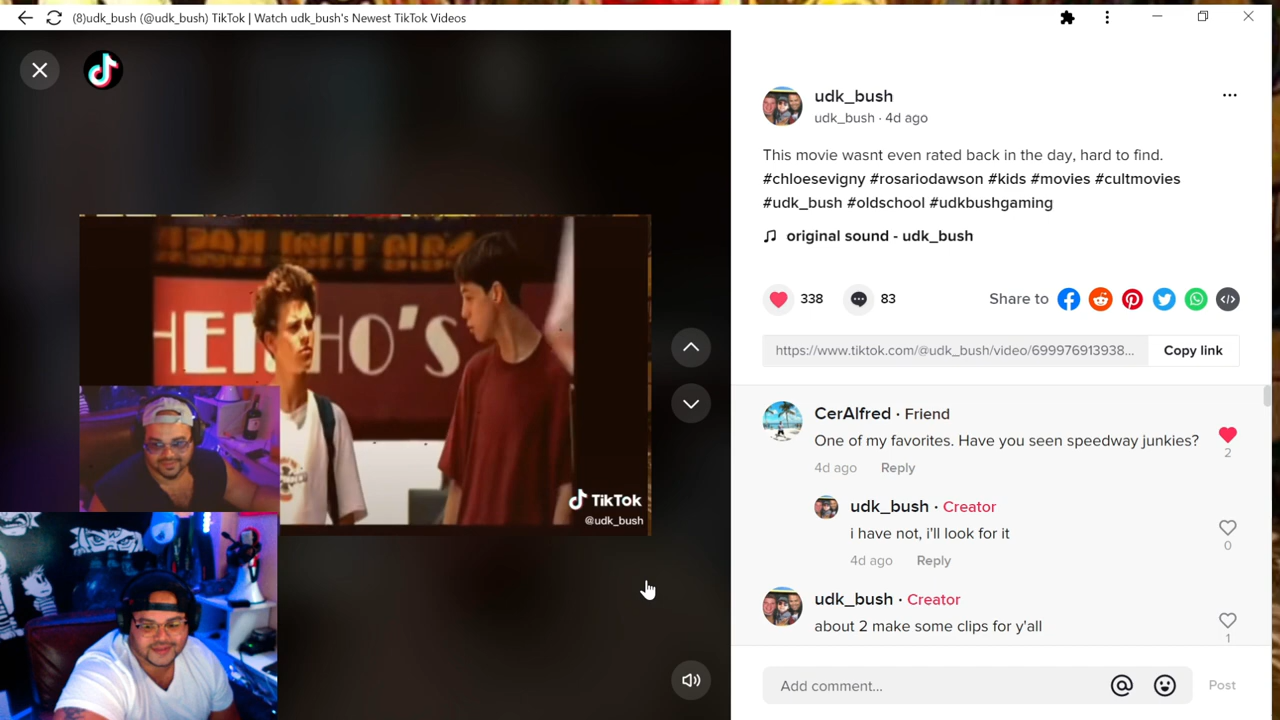 (8)udk_bush (@udk_bush) TikTok | Watch udk_bush's Newest TikTok Videos
udk_bush
udk_bush · 4d ago
This movie wasnt even rated back in the day, hard to find.
#chloesevigny #rosariodawson #kids #movies #cultmovies
#udk_bush #oldschool #udkbushgaming
original sound - udk_bush
338
83
Share to
https://www.tiktok.com/@udk_bush/video/699976913938...
Copy link
CerAlfred · Friend
One of my favorites. Have you seen speedway junkies?
2
4d ago
Reply
udk_bush · Creator
i have not, i'll look for it
0
4d ago
Reply
udk_bush · Creator
about 2 make some clips for y'all
1
Add comment...
Post
HO'S
TikTok
@udk_bush